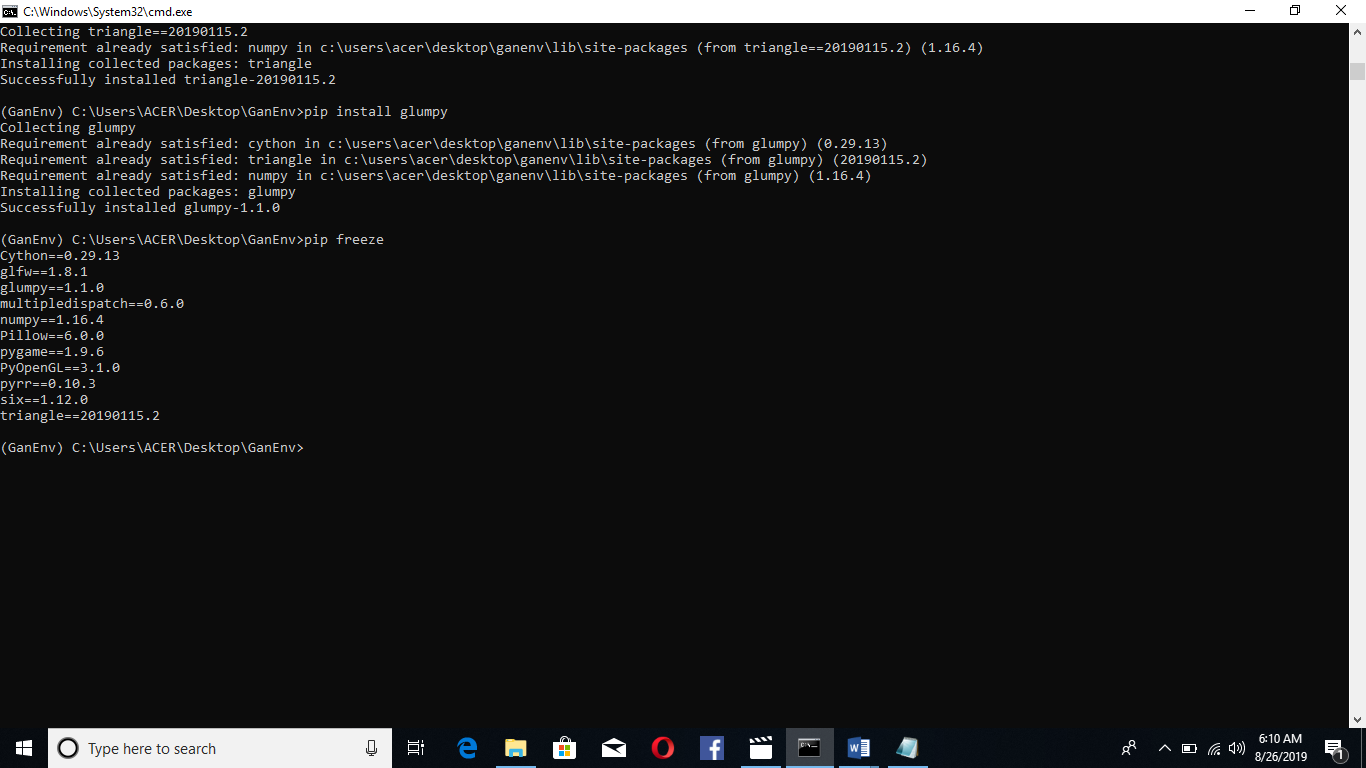 C:\Windows\System32\cmd.exe
Collecting triangle==20190115.2
Requirement already satisfied: numpy in c:\users\acer\desktop\ganenv\lib\site-packages (from triangle==20190115.2) (1.16.4)
Installing collected packages: triangle
Successfully installed triangle-20190115.2
(GanEnv) C:\Users\ACER\Desktop\GanEnv>pip install glumpy
Collecting glumpy
Requirement already satisfied: cython in c:\users\acer\desktop\ganenv\lib\site-packages (from glumpy) (0.29.13)
Requirement already satisfied: triangle in c:\users\acer\desktop\ganenv\lib\site-packages (from glumpy) (20190115.2)
Requirement already satisfied: numpy in c:\users\acer\desktop\ganenv\lib\site-packages (from glumpy) (1.16.4)
Installing collected packages: glumpy
Successfully installed glumpy-1.1.0
(GanEnv) C:\Users\ACER\Desktop\GanEnv>pip freeze
Cython==0.29.13
glfw==1.8.1
glumpy==1.1.0
multipledispatch==0.6.0
numpy==1.16.4
Pillow==6.0.0
pygame==1.9.6
PyOpenGL==3.1.0
pyrr==0.10.3
six==1.12.0
triangle==20190115.2
(GanEnv) C:\Users\ACER\Desktop\GanEnv>
Type here to search
6:10 AM
8/26/2019
1